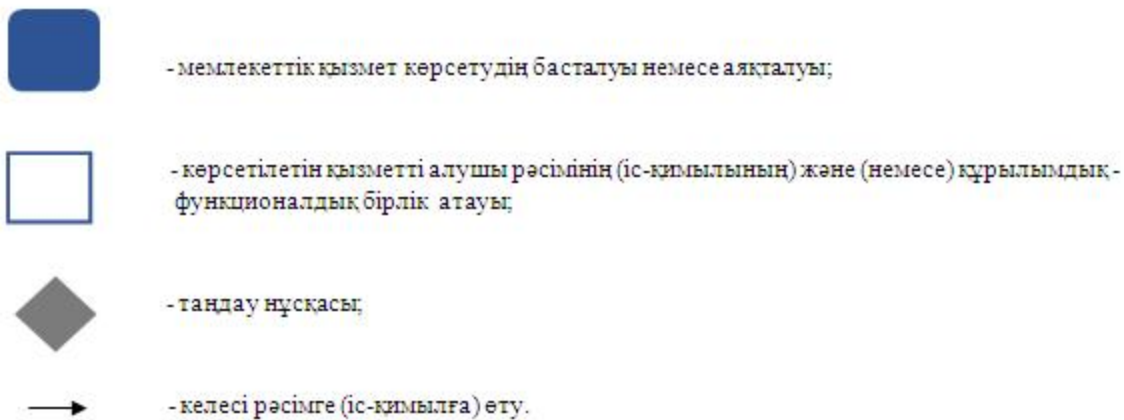 - мемлекеттік қызмет көрсетудің басталуы немесе аяқталуы;
- көрсетілетін қызметті алушы рәсімінің (іс-қимылының) және (немесе) құрылымдық -
функционалдық бірлік атауы;
- таңдау нұсқасы;
- келесі рәсімге (іс-қимылға) өту.